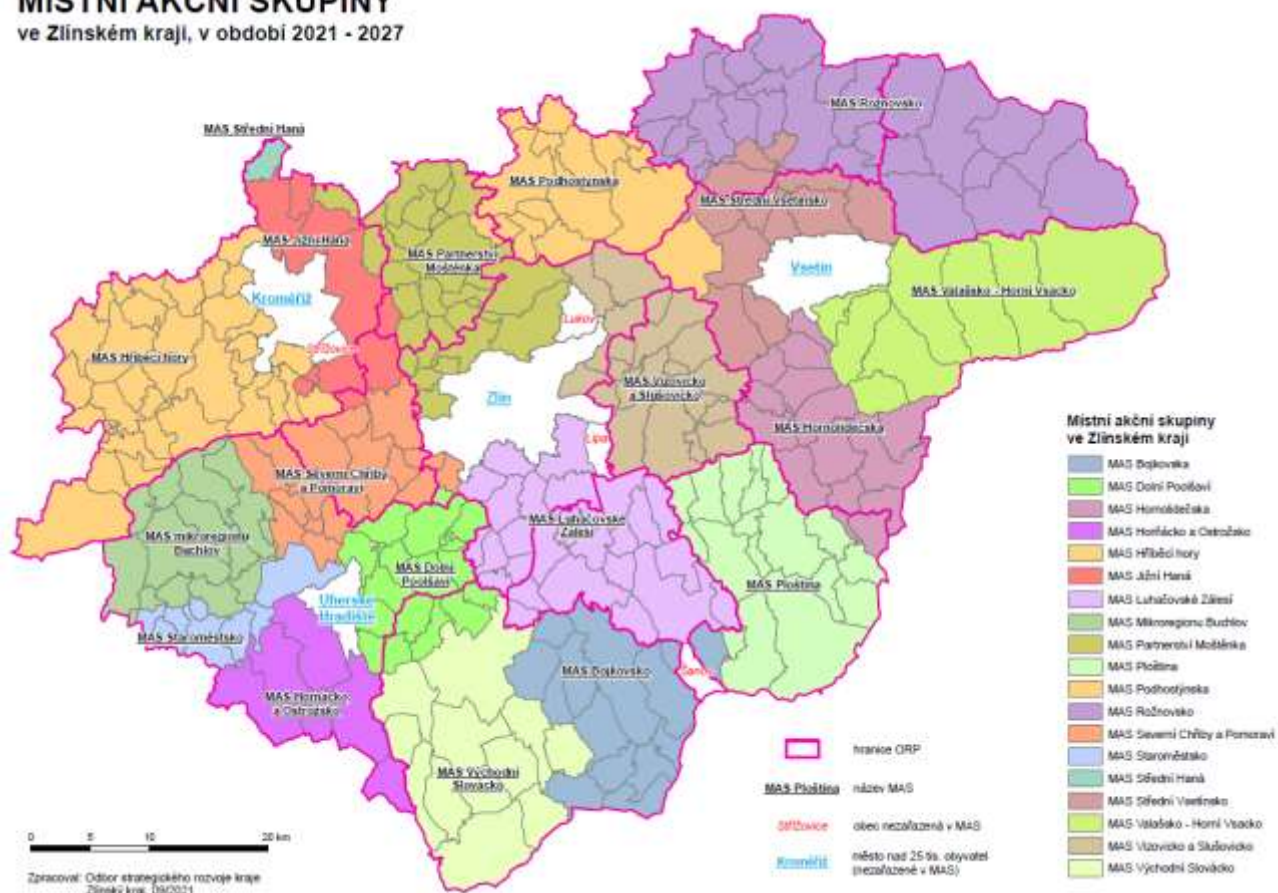 MÍSTNÍ AKČNÍ SKUPINY
ve Zlínském kraji, v období 2021 - 2027
MAS Střední Haná
MAS Rožnovsko
MAS Podhostýnska
MAS Střední Vsetínsko
MAS Jižní Haná
MAS Partnerství
Moštěnka
Vsetín
Kroměříž
MAS Valašsko - Horní Vsacko
Lukov
Střížovice
MAS Hříběcí hory
MAS Vizovicko
a Slušovicko
Zlín
Lípa
MAS Hornolidečska
MAS Severní Chřiby
a Pomoraví
MAS Luhačovské
Zálesí
MAS mikroregionu
Buchlov
MAS Dolní
Poolšaví
MAS Ploština
Uherské
Hradiště
MAS Staroměstsko
MAS Bojkovsko
MAS Horňácko
a Ostrožsko
MAS Východní
Slovácko
Místní akční skupiny
ve Zlínském kraji
MAS Bojkovska
MAS Dolní Poolšaví
MAS Hornolidečska
MAS Horňácko a Ostrožsko
MAS Hříběcí hory
MAS Jižní Haná
MAS Luhačovské Zálesí
MAS Mikroregionu Buchlov
MAS Partnerství Moštěnka
MAS Ploština
MAS Podhostýnska
MAS Rožnovsko
MAS Severní Chřiby a Pomoraví
MAS Staroměstsko
MAS Střední Haná
MAS Střední Vsetínsko
MAS Valašsko - Horní Vsacko
MAS Vizovicko a Slušovicko
MAS Východní Slovácko
hranice ORP
MAS Ploština název MAS
Střížovice obec nezařazená v MAS
Kroměříž město nad 25 tis. obyvatel
(nezařazené v MAS)
0 5 10 20 km
Zpracoval: Odbor strategického rozvoje kraje
Zlínský kraj, 09/2021